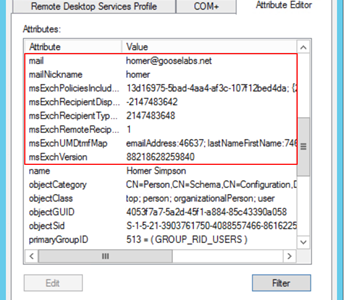 Remote Desktop Services Profile COM+ Attribute Editor
Attributes:
Attribute Value
mail homer@gooselabs.net
mailNickname homer
msExchPoliciesInclud... 13d16975-5bad-4aa4-af3c-107f12bed4da; {2
msExchRecipientDisp... -2147483642
msExchRecipientTyp... 2147483648
msExchRemoteRecip... 1
msExchUMDtmfMap emailAddress:46637; lastNameFirstName:746
msExchVersion 88218628259840
name Homer Simpson
objectCategory CN=Person,CN=Schema,CN=Configuration,D
objectClass top; person; organizationalPerson; user
objectGUID 4053f7a7-5a2d-45f1-a884-85c43390a058
objectSid S-1-5-21-3903761750-4088557466-8616225
primaryGroupID 513 = ( GROUP_RID_USERS )
Edit Filter